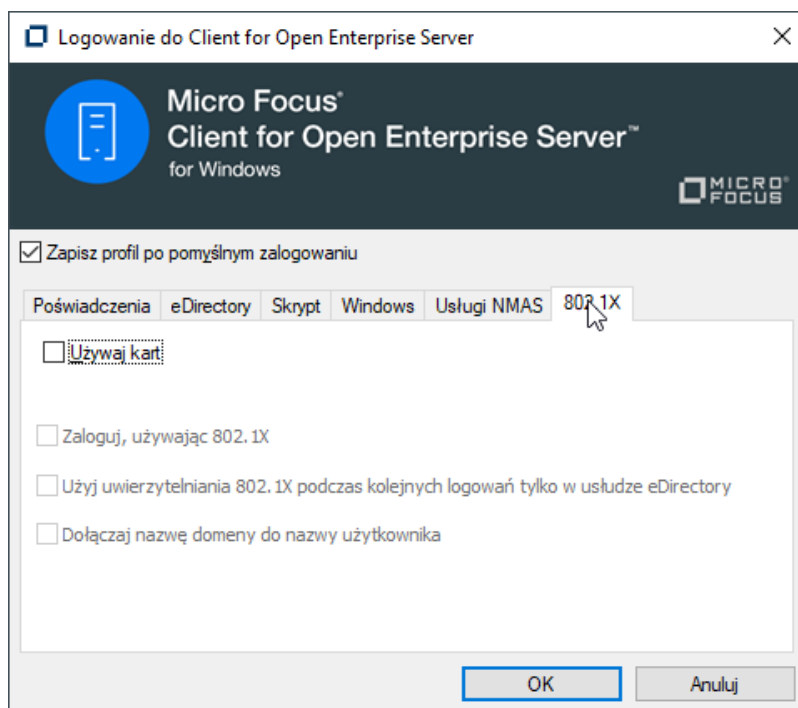 Logowanie do Client for Open Enterprise Server
Micro Focus®
Client for Open Enterprise Server™
for Windows
MICRO®
FOCUS
Zapisz profil po pomyślnym zalogowaniu
Poświadczenia eDirectory Skrypt Windows Usługi NMAS 802.1X
Używaj kart
Zaloguj, używając 802.1X
Użyj uwierzytelniania 802.1X podczas kolejnych logowań tylko w usłudze eDirectory
Dołączaj nazwę domeny do nazwy użytkownika
OK Anuluj